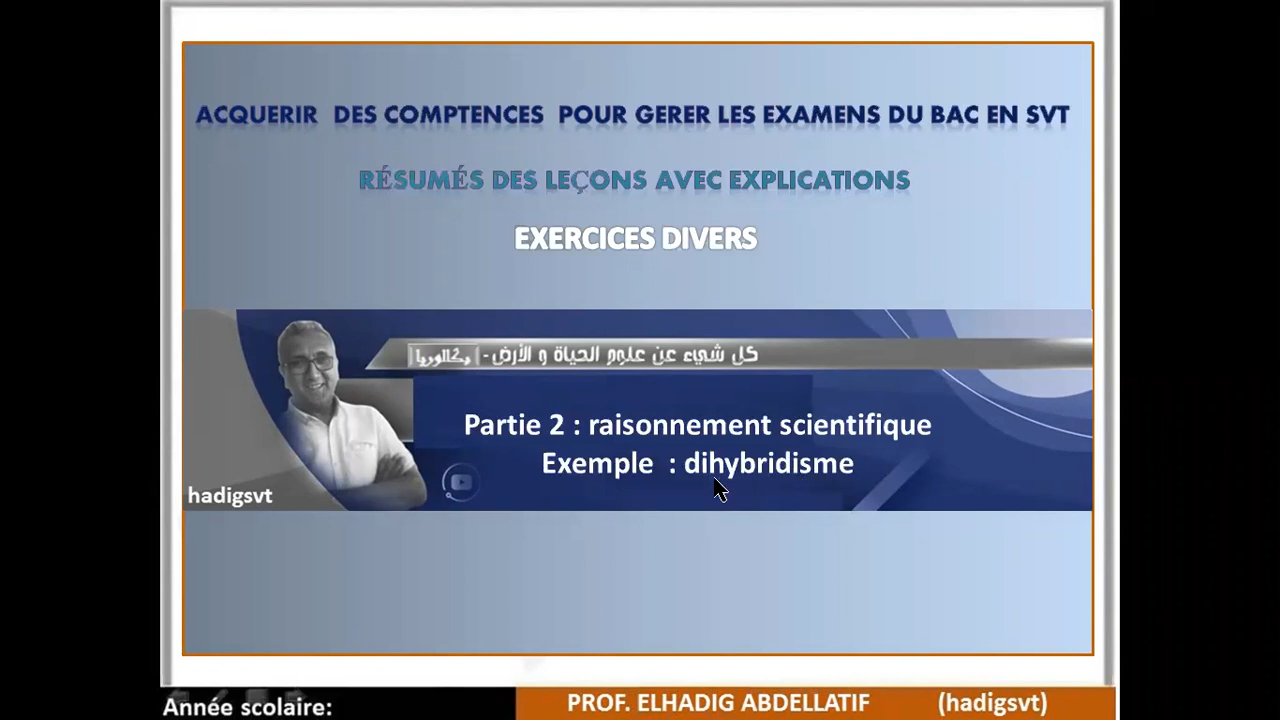 ACQUERIR DES COMPTENCES POUR GERER LES EXAMENS DU BAC EN SVT
RÉSUMÉS DES LEÇONS AVEC EXPLICATIONS
EXERCICES DIVERS
كل شيء عن علوم الحياة و الأرض - بكالوريا
Partie 2 : raisonnement scientifique
Exemple : dihybridisme
hadigsvt
Année scolaire:
PROF. ELHADIG ABDELLATIF (hadigsvt)